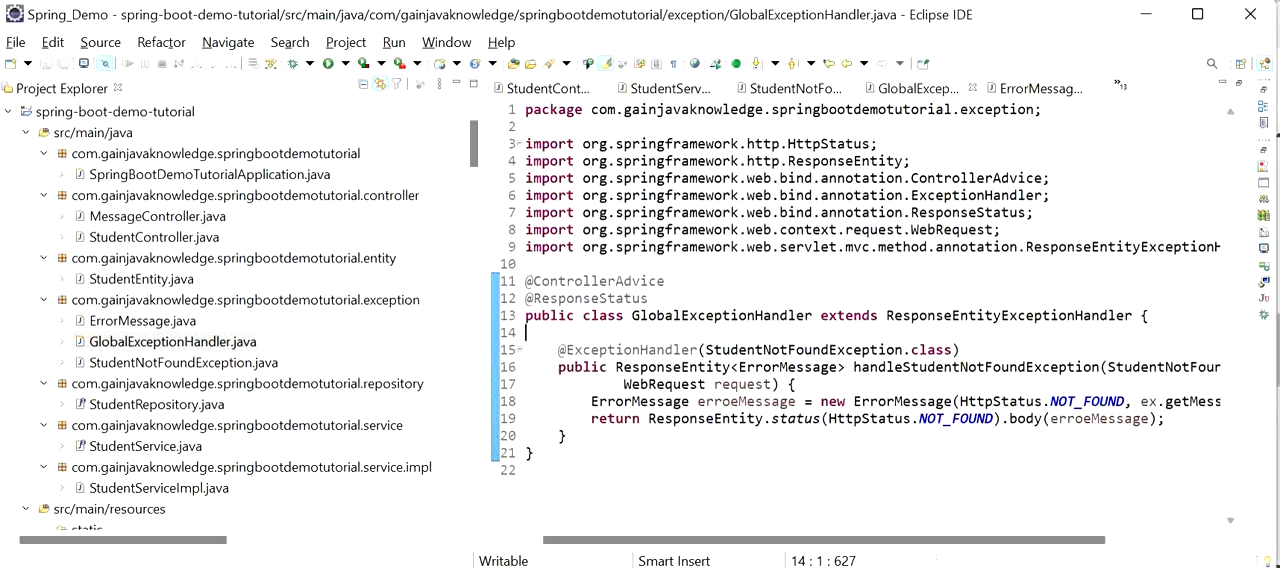 Spring_Demo - spring-boot-demo-tutorial/src/main/java/com/gainjavaknowledge/springbootdemotutorial/exception/GlobalExceptionHandler.java - Eclipse IDE
File Edit Source Refactor Navigate Search Project Run Window Help
Project Explorer
spring-boot-demo-tutorial
src/main/java
com.gainjavaknowledge.springbootdemotutorial
SpringBootDemoTutorialApplication.java
com.gainjavaknowledge.springbootdemotutorial.controller
MessageController.java
StudentController.java
com.gainjavaknowledge.springbootdemotutorial.entity
StudentEntity.java
com.gainjavaknowledge.springbootdemotutorial.exception
ErrorMessage.java
GlobalExceptionHandler.java
StudentNotFoundException.java
com.gainjavaknowledge.springbootdemotutorial.repository
StudentRepository.java
com.gainjavaknowledge.springbootdemotutorial.service
StudentService.java
com.gainjavaknowledge.springbootdemotutorial.service.impl
StudentServiceImpl.java
src/main/resources
StudentCont... StudentServ... StudentNotFo... GlobalExcep... ErrorMessag... »13
1 package com.gainjavaknowledge.springbootdemotutorial.exception;
2
3 import org.springframework.http.HttpStatus;
4 import org.springframework.http.ResponseEntity;
5 import org.springframework.web.bind.annotation.ControllerAdvice;
6 import org.springframework.web.bind.annotation.ExceptionHandler;
7 import org.springframework.web.bind.annotation.ResponseStatus;
8 import org.springframework.web.context.request.WebRequest;
9 import org.springframework.web.servlet.mvc.method.annotation.ResponseEntityExceptionH
10
11 @ControllerAdvice
12 @ResponseStatus
13 public class GlobalExceptionHandler extends ResponseEntityExceptionHandler {
14
15 @ExceptionHandler(StudentNotFoundException.class)
16 public ResponseEntity<ErrorMessage> handleStudentNotFoundException(StudentNotFour
17 WebRequest request) {
18 ErrorMessage erroeMessage = new ErrorMessage(HttpStatus.NOT_FOUND, ex.getMess
19 return ResponseEntity.status(HttpStatus.NOT_FOUND).body(erroeMessage);
20 }
21 }
22
Writable Smart Insert 14 : 1 : 627